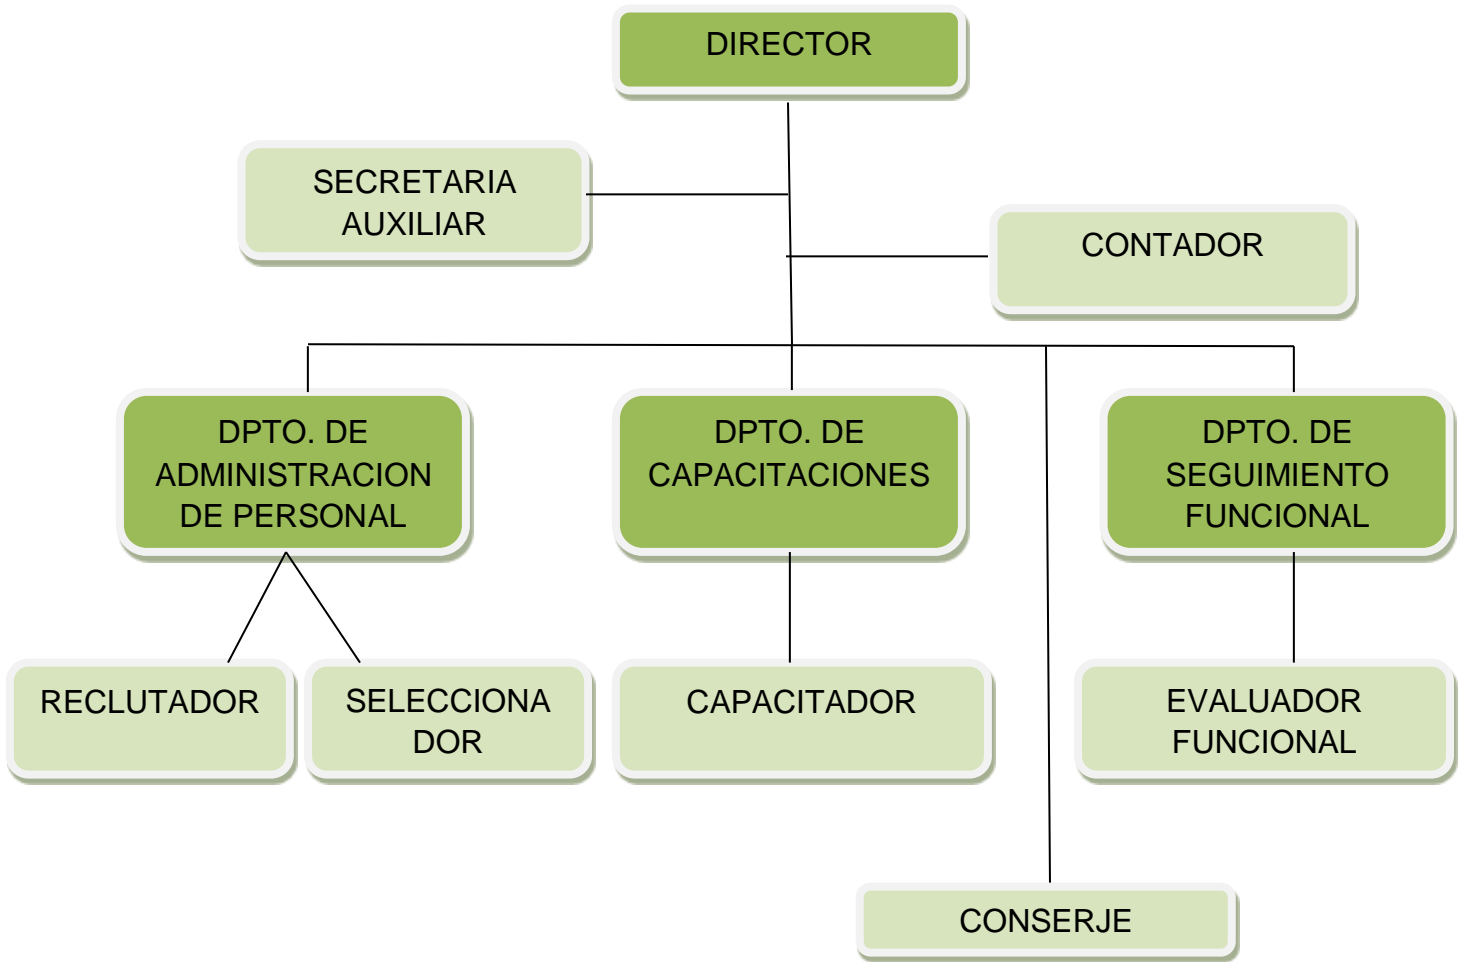 DIRECTOR
SECRETARIA
AUXILIAR
CONTADOR
DPTO. DE
ADMINISTRACION
DE PERSONAL
DPTO. DE
CAPACITACIONES
DPTO. DE
SEGUIMIENTO
FUNCIONAL
RECLUTADOR
SELECCIONA
DOR
CAPACITADOR
EVALUADOR
FUNCIONAL
CONSERJE